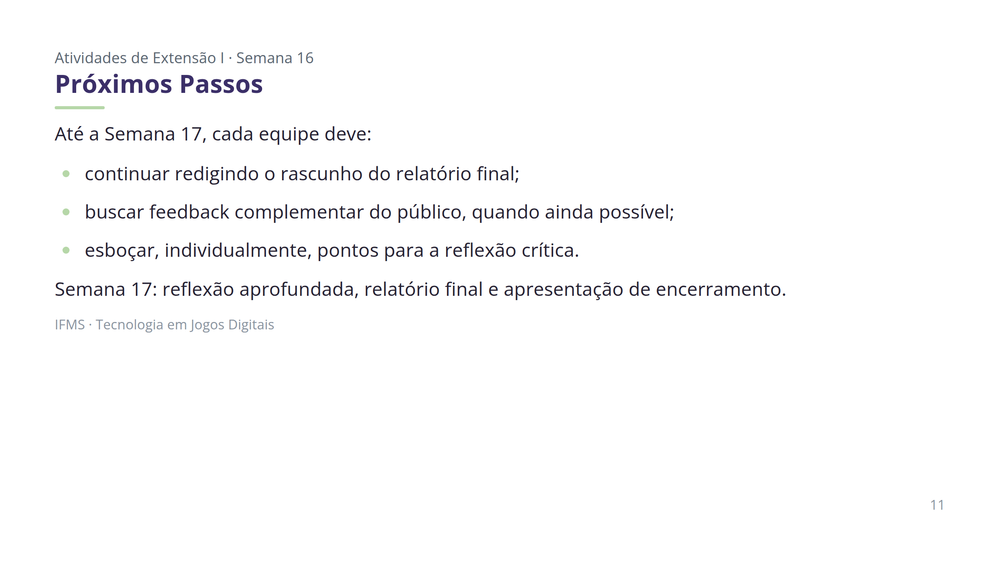 Atividades de Extensão I · Semana 16
Próximos Passos
Até a Semana 17, cada equipe deve:
continuar redigindo o rascunho do relatório final;
buscar feedback complementar do público, quando ainda possível;
esboçar, individualmente, pontos para a reflexão crítica.
Semana 17: reflexão aprofundada, relatório final e apresentação de encerramento.
IFMS · Tecnologia em Jogos Digitais
11